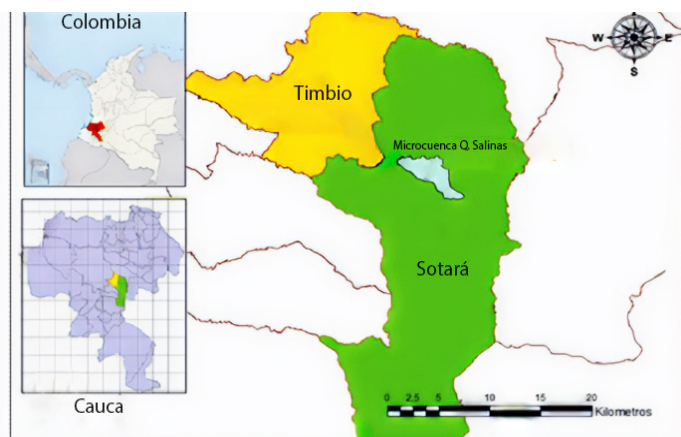 Colombia
N
W E
S
Timbio
Microcuenca Q, Salinas
Sotará
Cauca
0 2,5 5 10 15 20
Kilometros